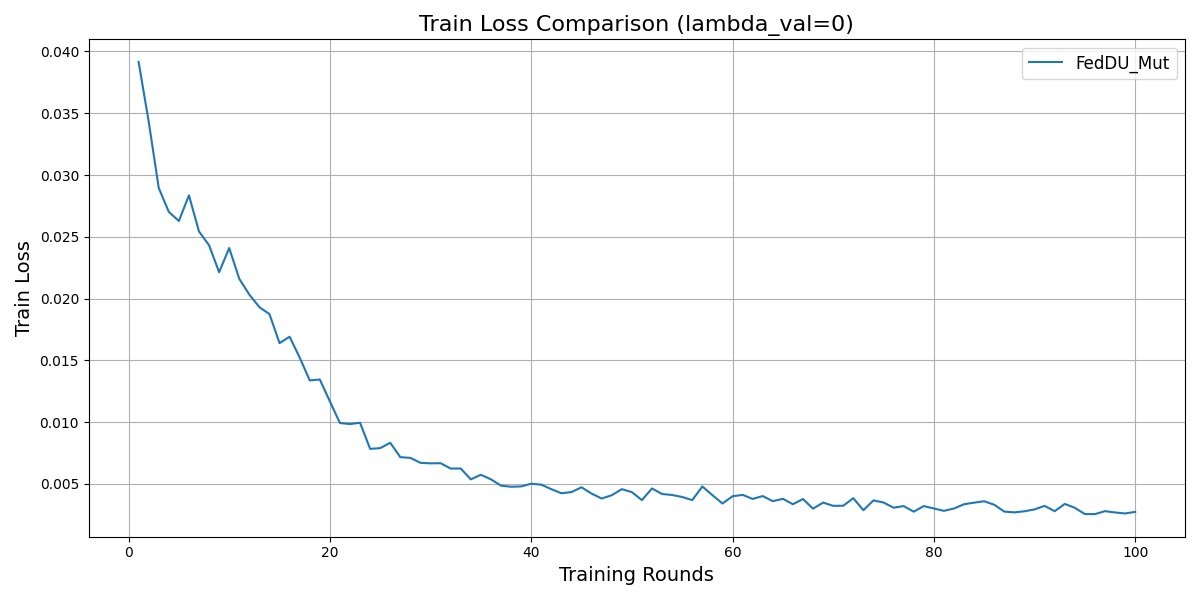 Train Loss Comparison (lambda_val=0)
FedDU_Mut
0.040
0.035
0.030
0.025
0.020
0.015
0.010
0.005
Train Loss
0 20 40 60 80 100
Training Rounds